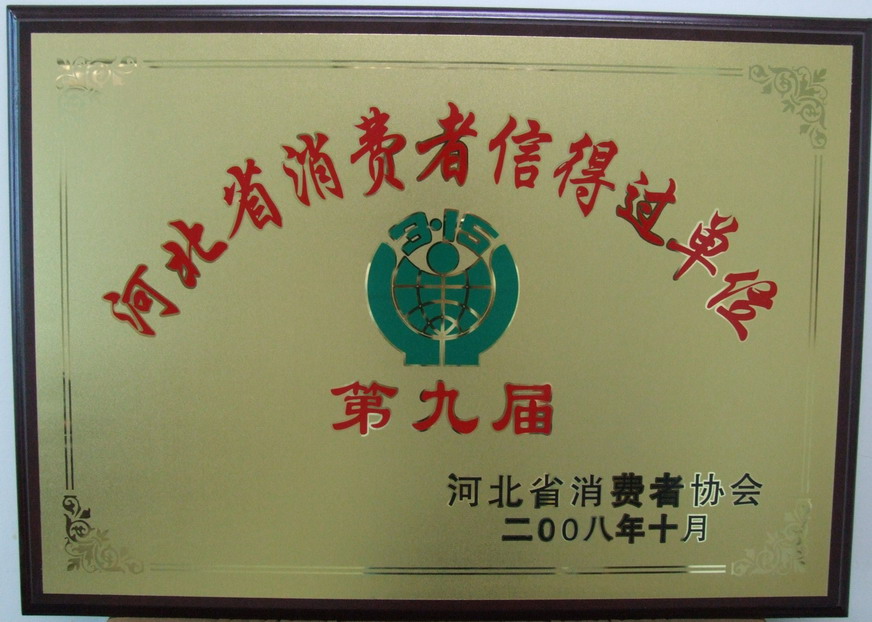 河北省消费者信得过单位
3·15
第九届
河北省消费者协会
二00八年十月